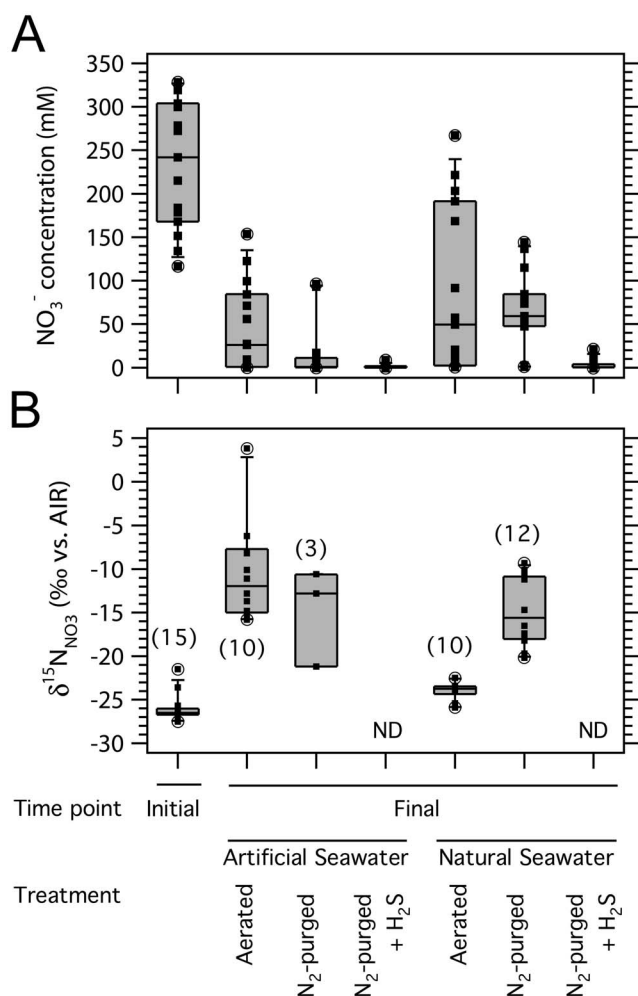 A
NO₃⁻ concentration (mM)
350
300
250
200
150
100
50
0
B
δ¹⁵N_NO3 (‰ vs. AIR)
5
0
-5
-10
-15
-20
-25
-30
(15)
(10)
(3)
ND
(10)
(12)
ND
Time point
Initial
Final
Artificial Seawater
Natural Seawater
Treatment
Aerated
N₂-purged
N₂-purged
+ H₂S
Aerated
N₂-purged
N₂-purged
+ H₂S